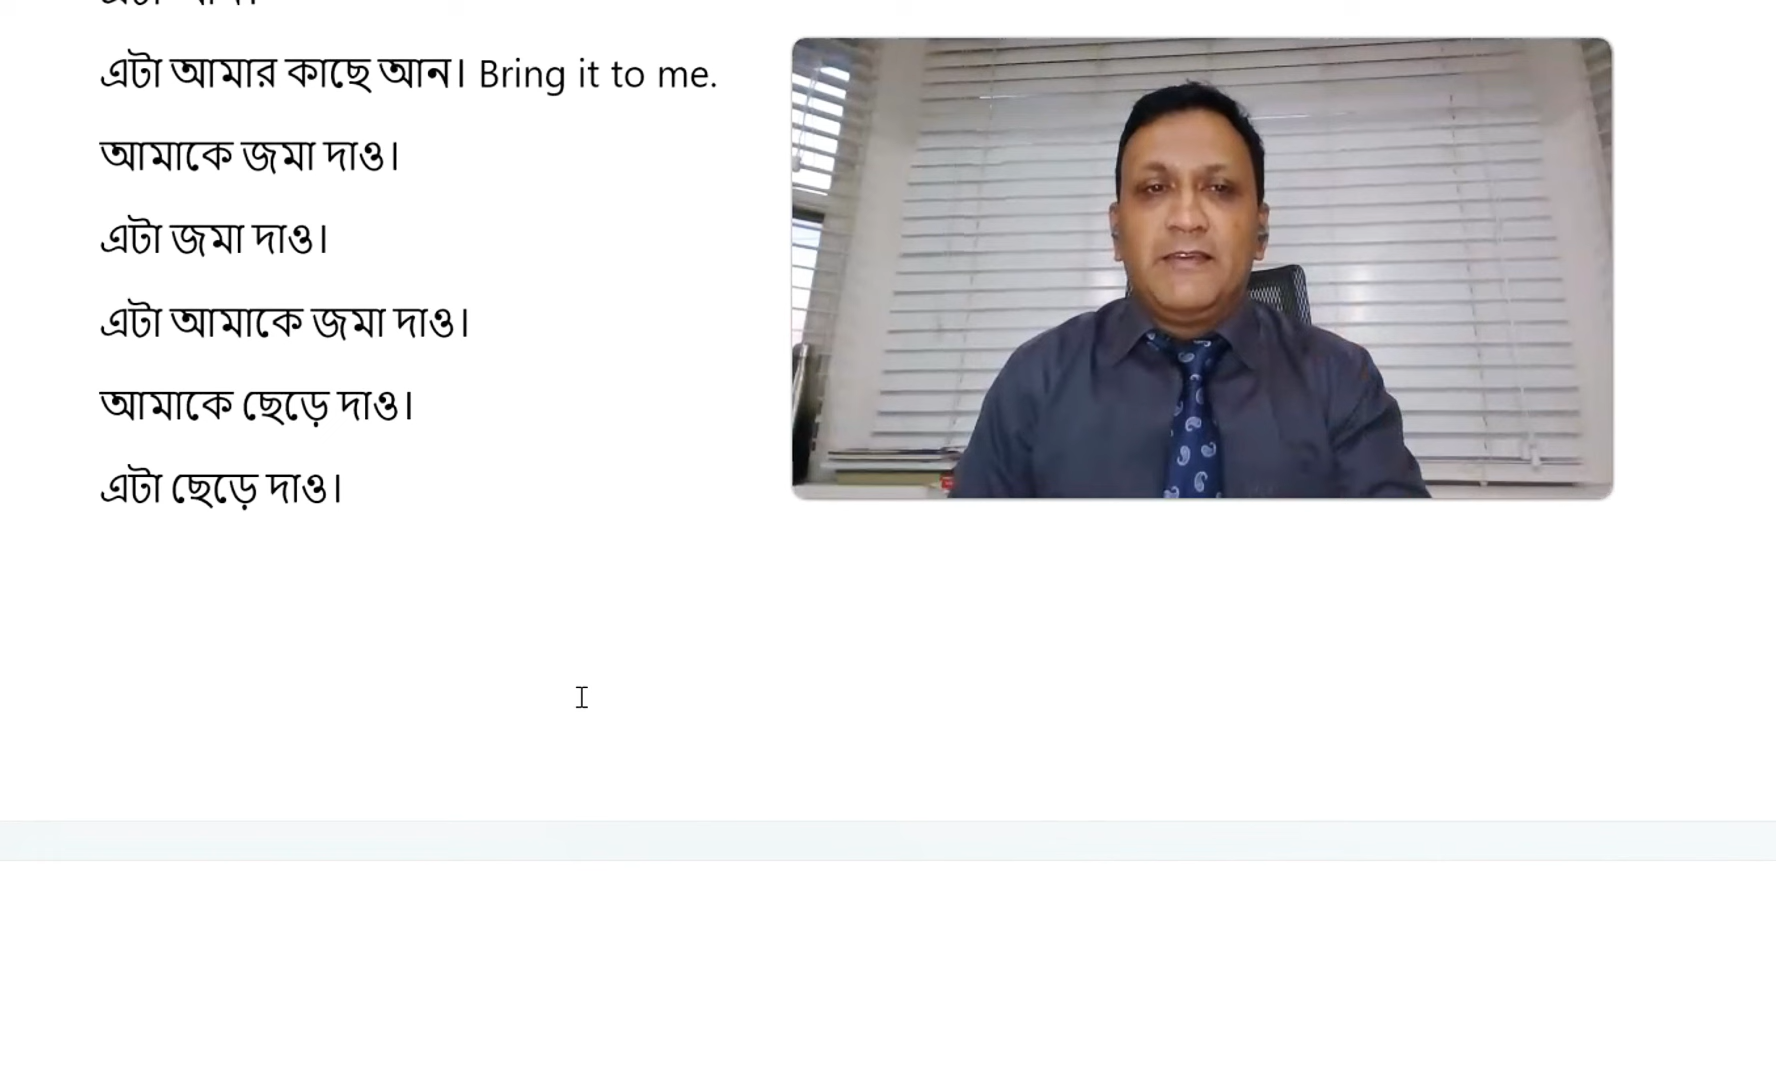 এটা আমার কাছে আন। Bring it to me.
আমাকে জমা দাও।
এটা জমা দাও।
এটা আমাকে জমা দাও।
আমাকে ছেড়ে দাও।
এটা ছেড়ে দাও।